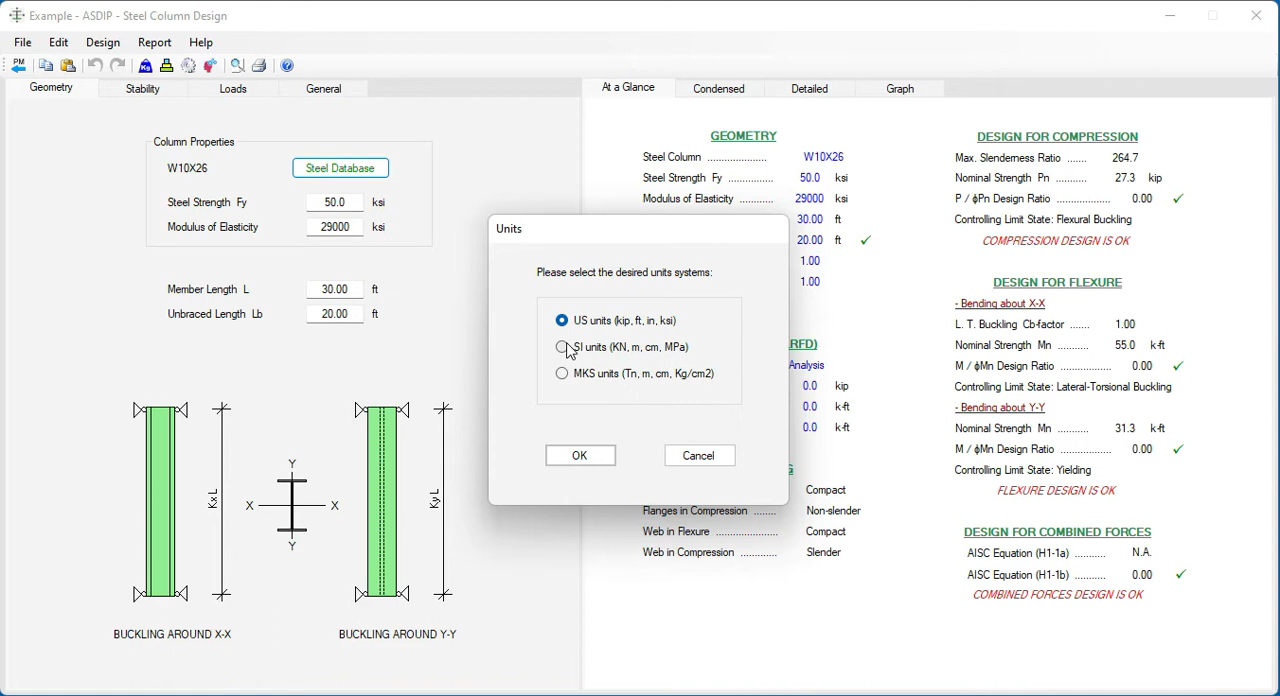 Example - ASDIP - Steel Column Design
File Edit Design Report Help
PM Kg
Geometry Stability Loads General
At a Glance Condensed Detailed Graph
Column Properties
W10X26 Steel Database
Steel Strength Fy 50.0 ksi
Modulus of Elasticity 29000 ksi
Member Length L 30.00 ft
Unbraced Length Lb 20.00 ft
Kx L
Y
X X
Y
Ky L
BUCKLING AROUND X-X
BUCKLING AROUND Y-Y
GEOMETRY
Steel Column .................... W10X26
Steel Strength Fy ................ 50.0 ksi
Modulus of Elasticity ............ 29000 ksi
30.00 ft
20.00 ft ✓
1.00
1.00
RFD)
Analysis
0.0 kip
0.0 k-ft
0.0 k-ft
Compact
Flanges in Compression ........ Non-slender
Web in Flexure ....................... Compact
Web in Compression ............. Slender
Units
Please select the desired units systems:
US units (kip, ft, in, ksi)
SI units (KN, m, cm, MPa)
MKS units (Tn, m, cm, Kg/cm2)
OK Cancel
DESIGN FOR COMPRESSION
Max. Slenderness Ratio ...... 264.7
Nominal Strength Pn ........... 27.3 kip
P / ϕPn Design Ratio .................. 0.00 ✓
Controlling Limit State: Flexural Buckling
COMPRESSION DESIGN IS OK
DESIGN FOR FLEXURE
- Bending about X-X
L. T. Buckling Cb-factor ...... 1.00
Nominal Strength Mn ........... 55.0 k-ft
M / ϕMn Design Ratio ................. 0.00 ✓
Controlling Limit State: Lateral-Torsional Buckling
- Bending about Y-Y
Nominal Strength Mn ........... 31.3 k-ft
M / ϕMn Design Ratio ................. 0.00 ✓
Controlling Limit State: Yielding
FLEXURE DESIGN IS OK
DESIGN FOR COMBINED FORCES
AISC Equation (H1-1a) ........... N.A.
AISC Equation (H1-1b) ........... 0.00 ✓
COMBINED FORCES DESIGN IS OK